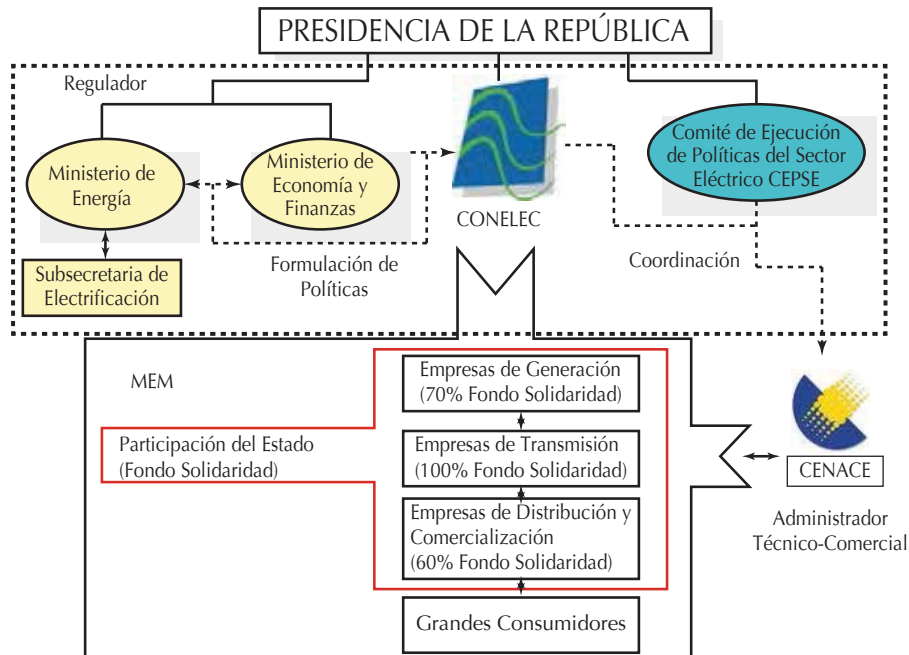 PRESIDENCIA DE LA REPÚBLICA
Regulador
Ministerio de
Energía
Ministerio de
Economía y
Finanzas
CONELEC
Comité de Ejecución
de Políticas del Sector
Eléctrico CEPSE
Subsecretaria de
Electrificación
Formulación de
Políticas
Coordinación
MEM
Empresas de Generación
(70% Fondo Solidaridad)
Participación del Estado
(Fondo Solidaridad)
Empresas de Transmisión
(100% Fondo Solidaridad)
Empresas de Distribución y
Comercialización
(60% Fondo Solidaridad)
Grandes Consumidores
CENACE
Administrador
Técnico-Comercial